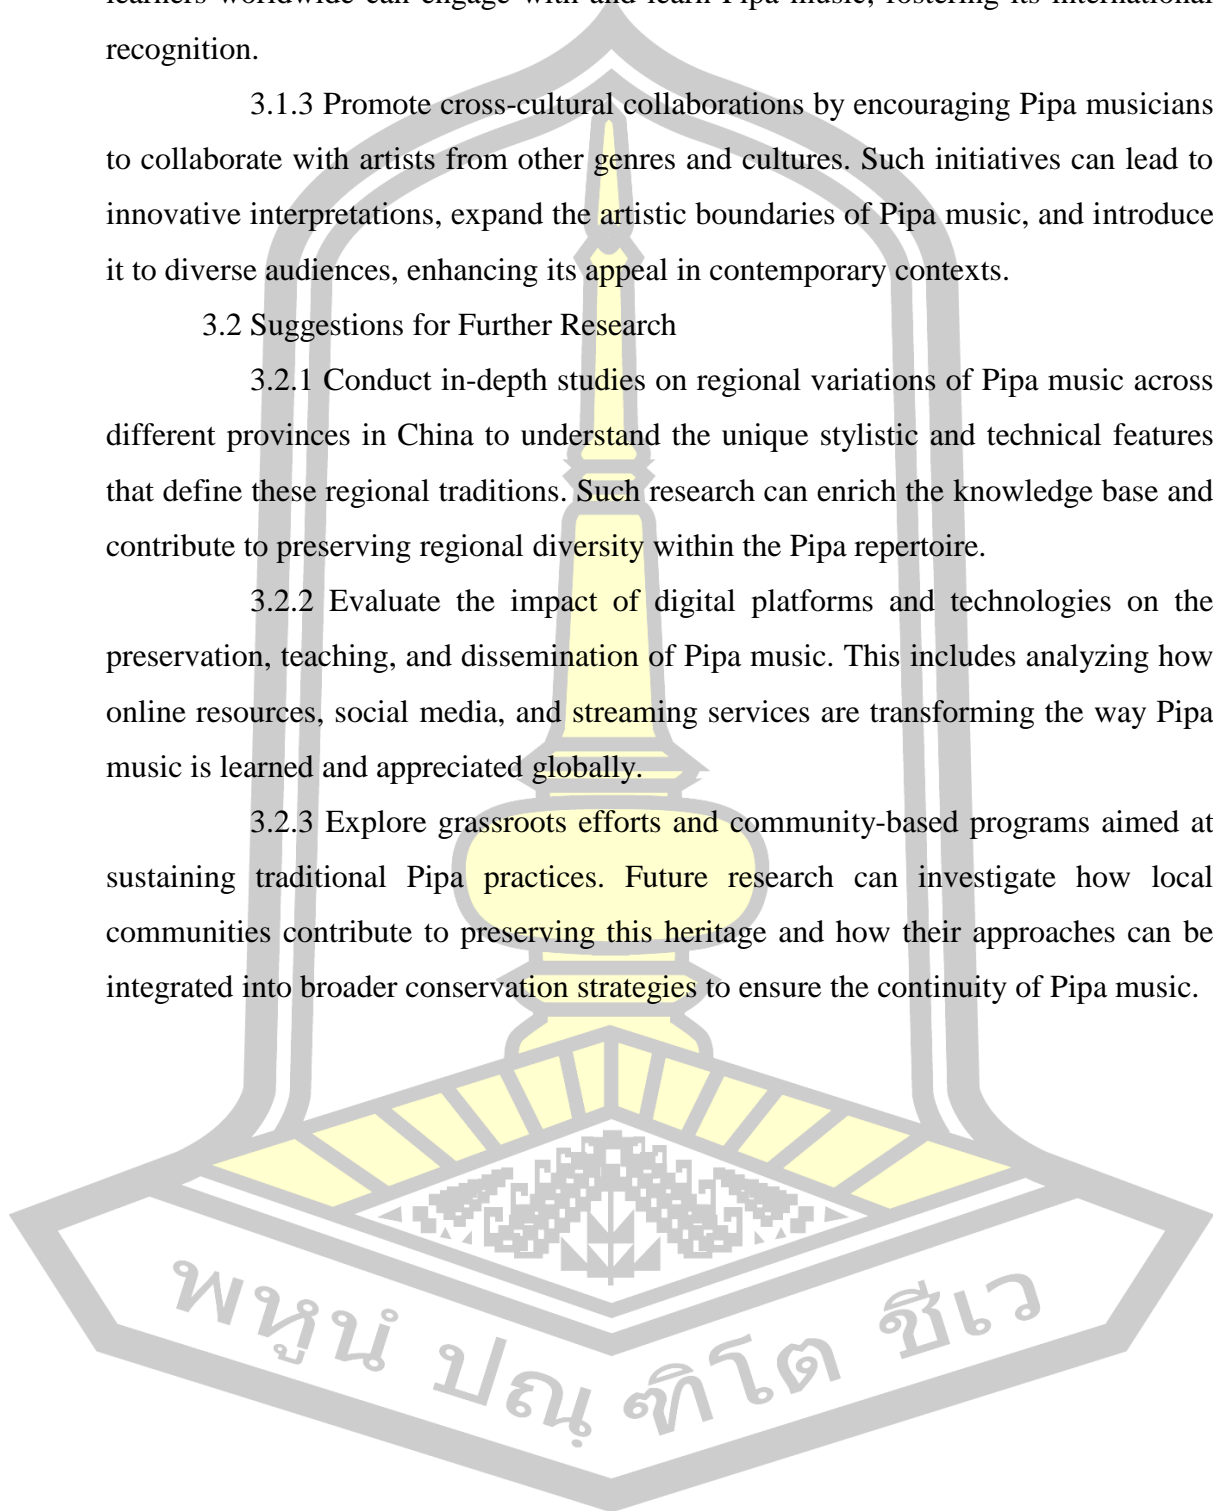 learners worldwide can engage with and learn Pipa music, fostering its international
recognition.
3.1.3 Promote cross-cultural collaborations by encouraging Pipa musicians
to collaborate with artists from other genres and cultures. Such initiatives can lead to
innovative interpretations, expand the artistic boundaries of Pipa music, and introduce
it to diverse audiences, enhancing its appeal in contemporary contexts.
3.2 Suggestions for Further Research
3.2.1 Conduct in-depth studies on regional variations of Pipa music across
different provinces in China to understand the unique stylistic and technical features
that define these regional traditions. Such research can enrich the knowledge base and
contribute to preserving regional diversity within the Pipa repertoire.
3.2.2 Evaluate the impact of digital platforms and technologies on the
preservation, teaching, and dissemination of Pipa music. This includes analyzing how
online resources, social media, and streaming services are transforming the way Pipa
music is learned and appreciated globally.
3.2.3 Explore grassroots efforts and community-based programs aimed at
sustaining traditional Pipa practices. Future research can investigate how local
communities contribute to preserving this heritage and how their approaches can be
integrated into broader conservation strategies to ensure the continuity of Pipa music.
พหูนํ ปณฺ ฑิโต ชีเว